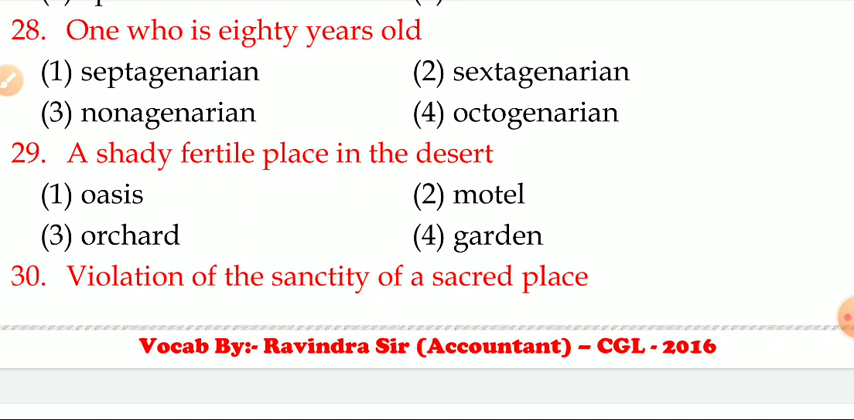 28. One who is eighty years old
(1) septagenarian (2) sextagenarian
(3) nonagenarian (4) octogenarian
29. A shady fertile place in the desert
(1) oasis (2) motel
(3) orchard (4) garden
30. Violation of the sanctity of a sacred place
Vocab By:- Ravindra Sir (Accountant) – CGL - 2016